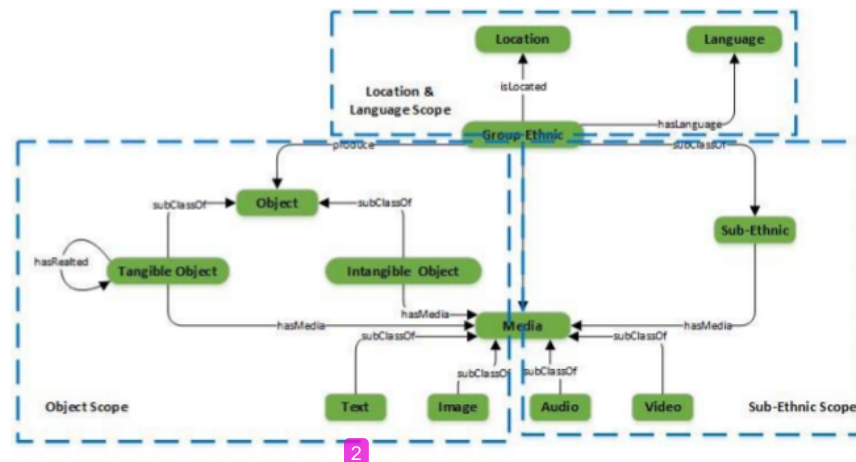 Location
Language
isLocated
Location &
Language Scope
hasLanguage
Group Ethnic
produce
subClassOf
Object
subClassOf
subClassOf
Sub-Ethnic
hasRealted
Tangible Object
Intangible Object
hasMedia
hasMedia
Media
hasMedia
subClassOf
subClassOf
subClassOf
subClassOf
Object Scope
Text
Image
Audio
Video
Sub-Ethnic Scope
2